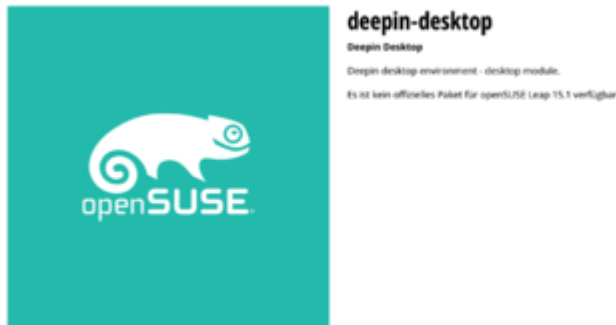 deepin-desktop
Deepin Desktop
Deepin desktop environment - desktop module.
Es ist kein offizielles Paket für openSUSE Leap 15.1 verfügbar
openSUSE